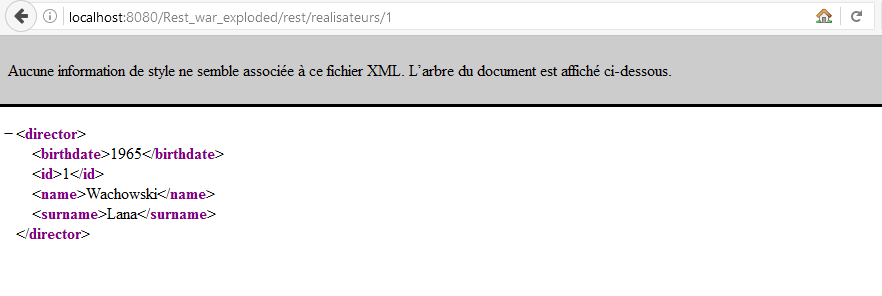 localhost:8080/Rest_war_exploded/rest/realisateurs/1
Aucune information de style ne semble associée à ce fichier XML. L'arbre du document est affiché ci-dessous.
−<director>
<birthdate>1965</birthdate>
<id>1</id>
<name>Wachowski</name>
<surname>Lana</surname>
</director>